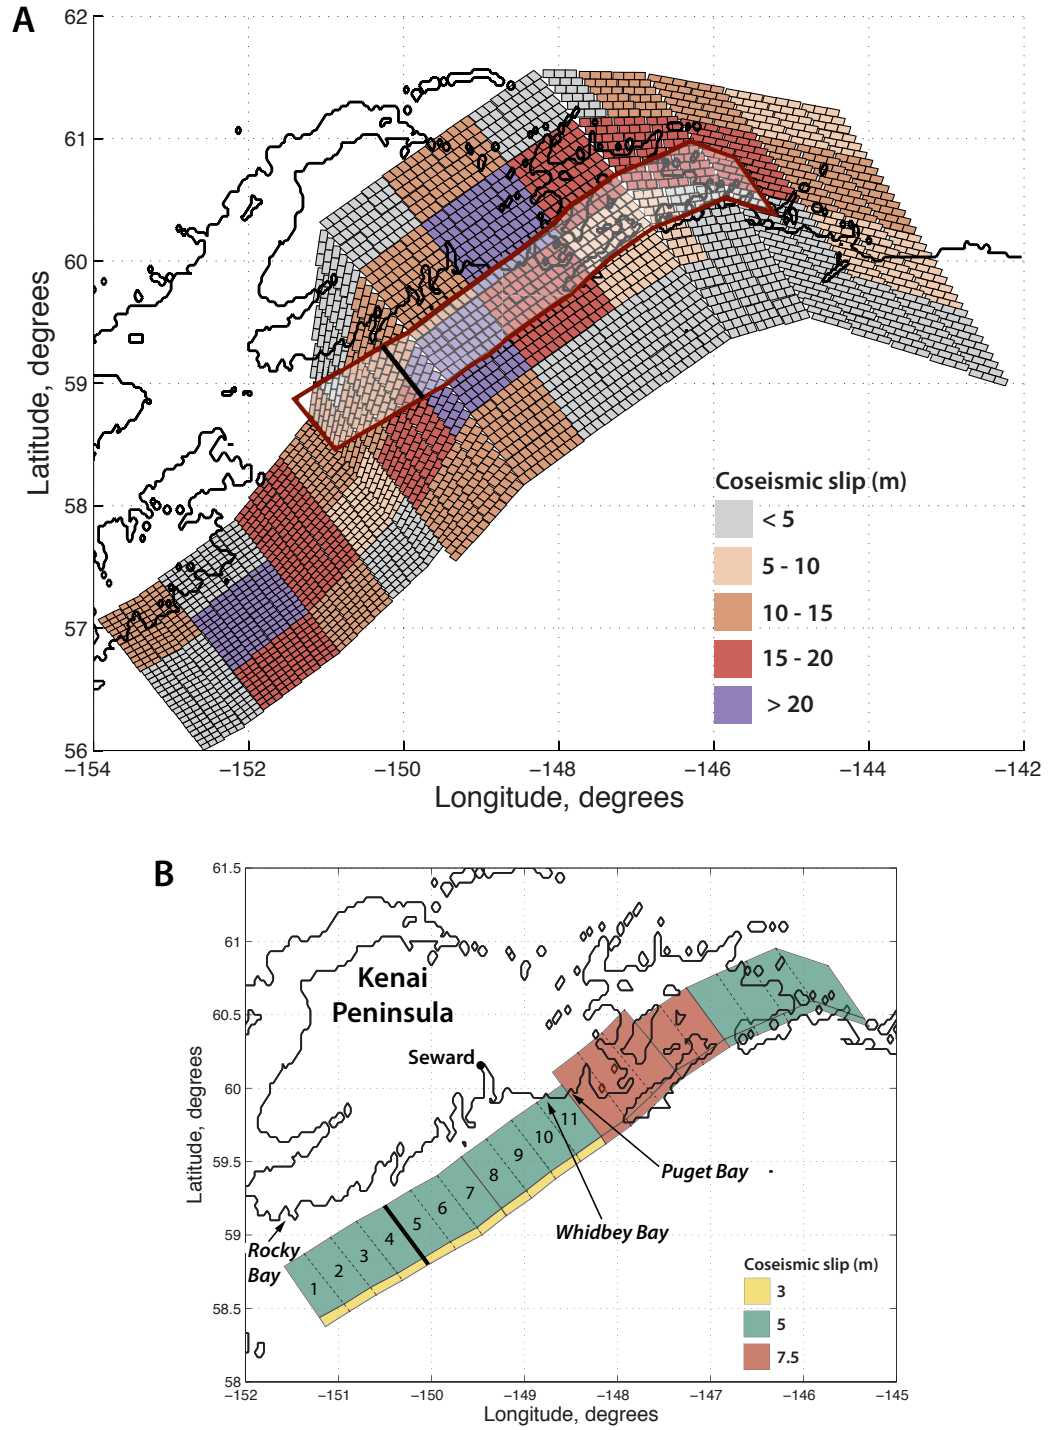 A
62
61
60
59
58
57
56
Latitude, degrees
Coseismic slip (m)
< 5
5 - 10
10 - 15
15 - 20
> 20
−154
−152
−150
−148
−146
−144
−142
Longitude, degrees
B
61.5
61
60.5
60
59.5
59
58.5
58
Latitude, degrees
Kenai
Peninsula
Seward
11
10
9
8
7
6
5
4
3
2
1
Puget Bay
Whidbey Bay
Rocky
Bay
Coseismic slip (m)
3
5
7.5
−152
−151
−150
−149
−148
−147
−146
−145
Longitude, degrees